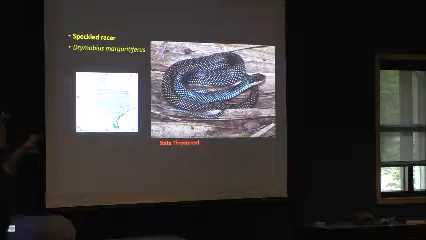 • Speckled racer
• Drymobius margaritiferus
State Threatened